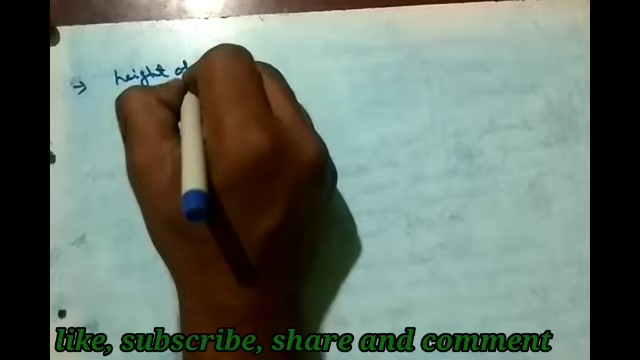 → height
like, subscribe, share and comment